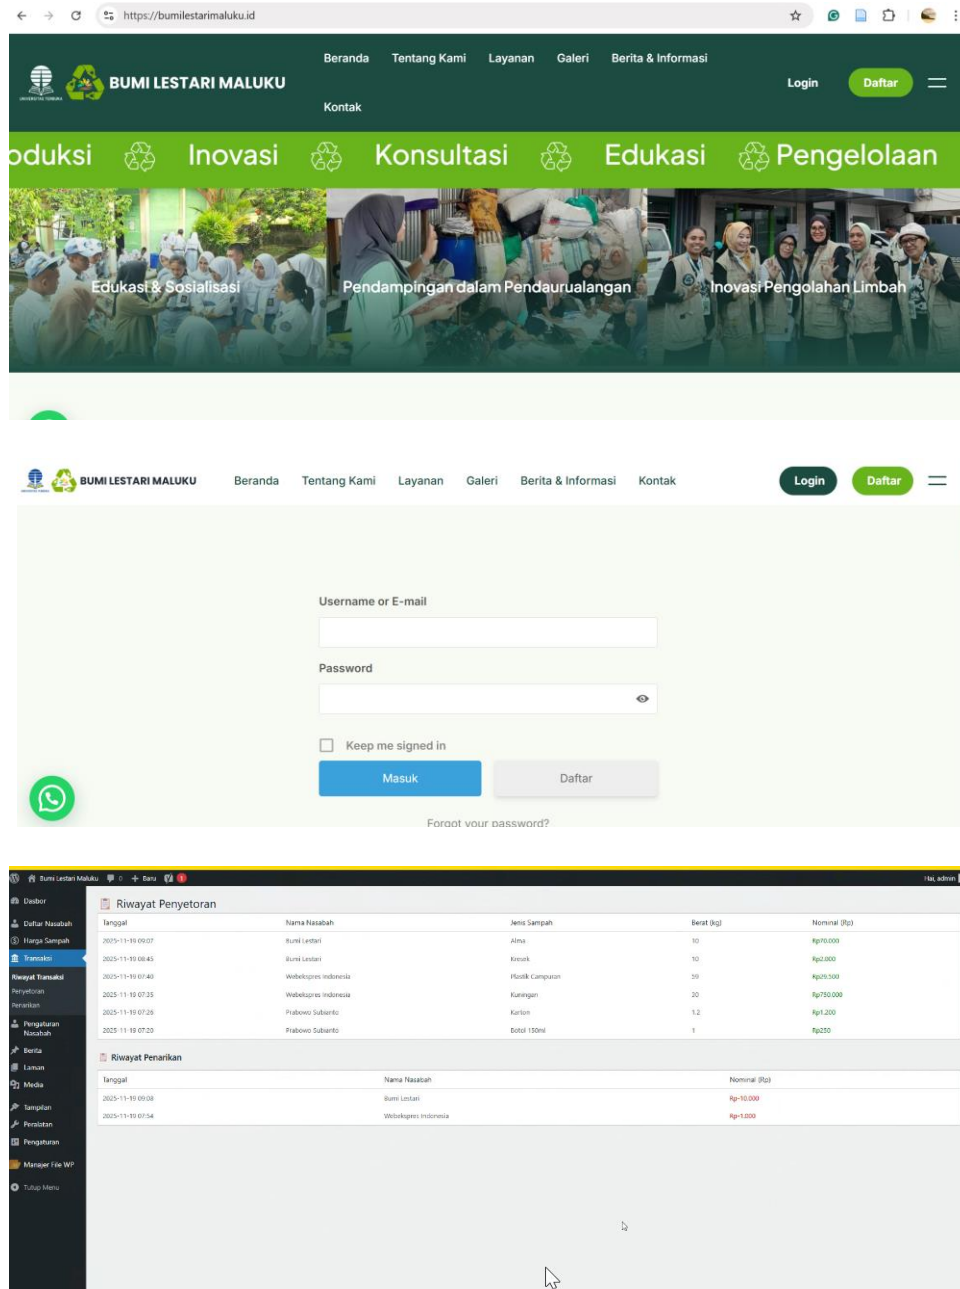 https://bumilestarimaluku.id
Beranda Tentang Kami Layanan Galeri Berita & Informasi
BUMI LESTARI MALUKU
Login Daftar
UNIVERSITAS TERBUKA
Kontak
oduksi Inovasi Konsultasi Edukasi Pengelolaan
Edukasi & Sosialisasi Pendampingan dalam Pendaurualangan Inovasi Pengolahan Limbah
BUMI LESTARI MALUKU Beranda Tentang Kami Layanan Galeri Berita & Informasi Kontak Login Daftar
Username or E-mail
Password
Keep me signed in
Masuk Daftar
Forgot your password?
Bumi Lestari Maluku 0 + Baru 1 Hai, admin
Dasbor
Daftar Nasabah
Harga Sampah
Transaksi
Riwayat Transaksi
Penyetoran
Penarikan
Pengaturan
Nasabah
Berita
Laman
Media
Tampilan
Peralatan
Pengaturan
Manajer File WP
Tutup Menu
Riwayat Penyetoran
Tanggal Nama Nasabah Jenis Sampah Berat (kg) Nominal (Rp)
2025-11-19 09:07 Bumi Lestari Alma 10 Rp70.000
2025-11-19 08:45 Bumi Lestari Kresek 10 Rp2.000
2025-11-19 07:40 Webekspres Indonesia Plastik Campuran 59 Rp29.500
2025-11-19 07:35 Webekspres Indonesia Kuningan 30 Rp750.000
2025-11-19 07:26 Prabowo Subianto Karton 1.2 Rp1.200
2025-11-19 07:20 Prabowo Subianto Botol 150ml 1 Rp250
Riwayat Penarikan
Tanggal Nama Nasabah Nominal (Rp)
2025-11-19 09:08 Bumi Lestari Rp-10.000
2025-11-19 07:54 Webekspres Indonesia Rp-1.000